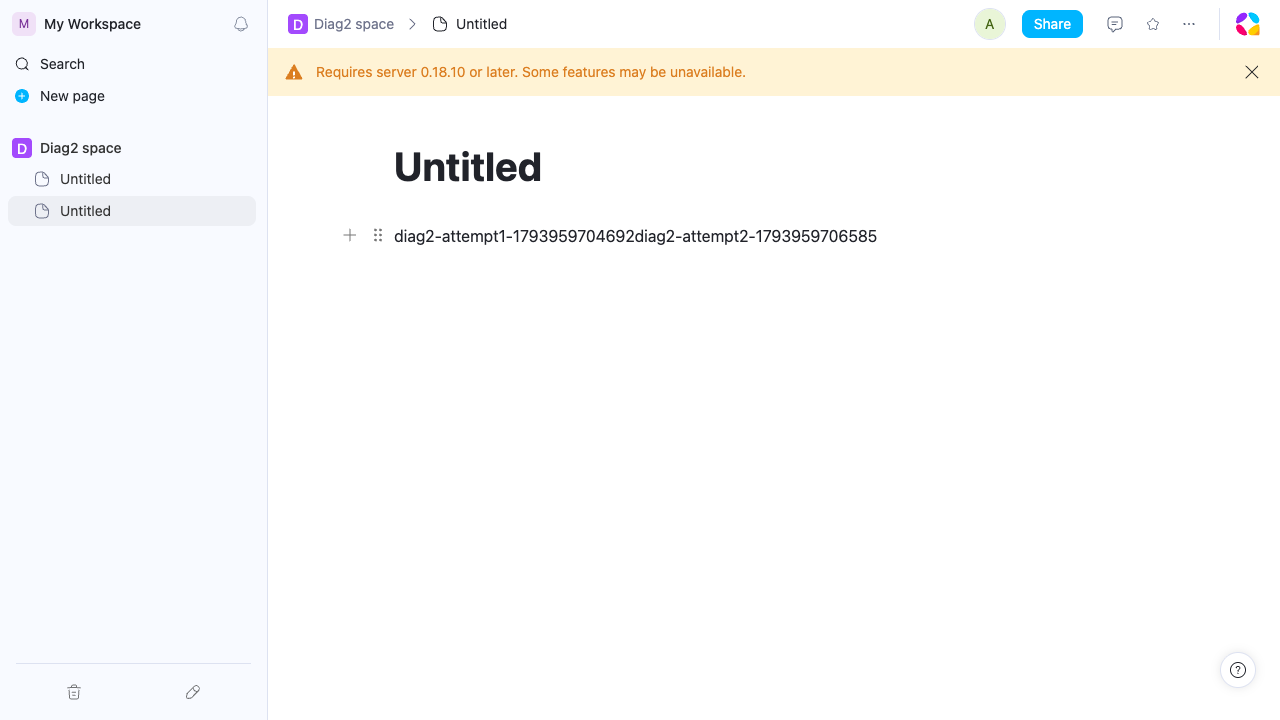 M My Workspace
Search
New page
D Diag2 space
Untitled
Untitled
D Diag2 space Untitled
A Share
Requires server 0.18.10 or later. Some features may be unavailable.
Untitled
diag2-attempt1-1793959704692diag2-attempt2-1793959706585
?